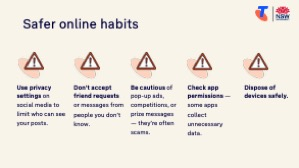 Safer online habits
NSW
Use privacy
settings on
social media to
limit who can see
your posts.
Don't accept
friend requests
or messages from
people you don't
know.
Be cautious of
pop-up ads,
competitions, or
prize messages
— they're often
scams.
Check app
permissions —
some apps
collect
unnecessary
data.
Dispose of
devices safely.